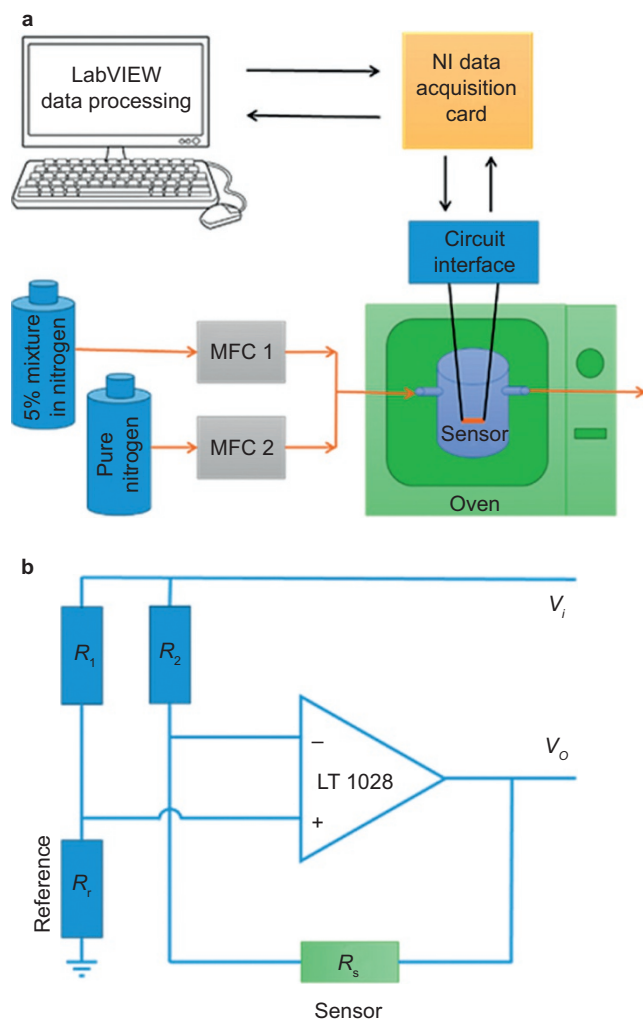 a
LabVIEW
data processing
NI data
acquisition
card
Circuit
interface
5% mixture
in nitrogen
MFC 1
Pure
nitrogen
MFC 2
Sensor
Oven
b
Vi
R1
R2
−
LT 1028
+
VO
Reference
Rr
Rs
Sensor